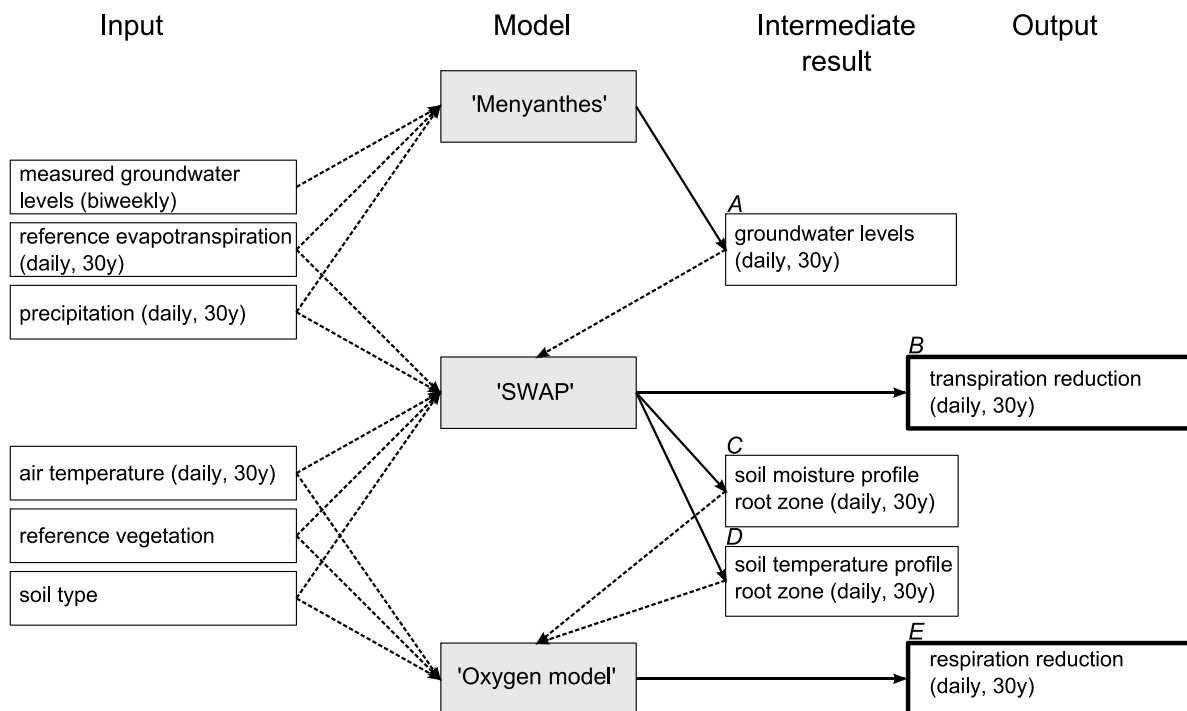 Input
Model
Intermediate
result
Output
'Menyanthes'
measured groundwater
levels (biweekly)
reference evapotranspiration
(daily, 30y)
precipitation (daily, 30y)
A
groundwater levels
(daily, 30y)
'SWAP'
B
transpiration reduction
(daily, 30y)
air temperature (daily, 30y)
reference vegetation
soil type
C
soil moisture profile
root zone (daily, 30y)
D
soil temperature profile
root zone (daily, 30y)
'Oxygen model'
E
respiration reduction
(daily, 30y)